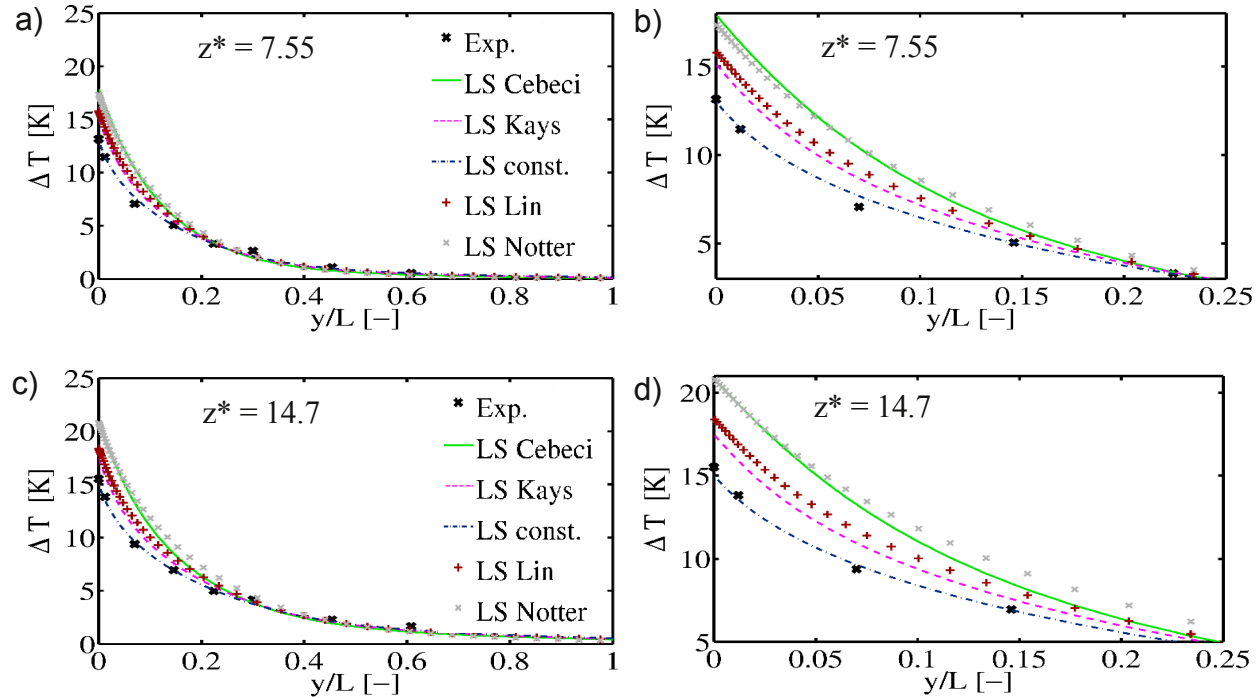 a)
z* = 7.55
25
20
15
10
5
0
Δ T [K]
0
0.2
0.4
0.6
0.8
1
y/L [−]
Exp.
LS Cebeci
LS Kays
LS const.
LS Lin
LS Notter
b)
z* = 7.55
15
10
5
Δ T [K]
0
0.05
0.1
0.15
0.2
0.25
y/L [−]
c)
z* = 14.7
25
20
15
10
5
0
Δ T [K]
0
0.2
0.4
0.6
0.8
1
y/L [−]
Exp.
LS Cebeci
LS Kays
LS const.
LS Lin
LS Notter
d)
z* = 14.7
20
15
10
5
Δ T [K]
0
0.05
0.1
0.15
0.2
0.25
y/L [−]